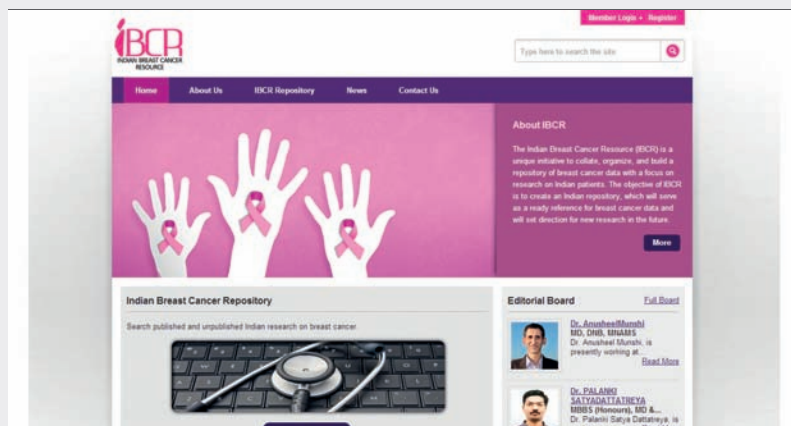 Member Login + Register
IBCR
INDIAN BREAST CANCER
RESOURCE
Type here to search the site
Home About Us IBCR Repository News Contact Us
About IBCR
The Indian Breast Cancer Resource (IBCR) is a
unique initiative to collate, organize, and build a
repository of breast cancer data with a focus on
research on Indian patients. The objective of IBCR
is to create an Indian repository, which will serve
as a ready reference for breast cancer data and
will set direction for new research in the future.
More
Indian Breast Cancer Repository
Search published and unpublished Indian research on breast cancer.
Editorial Board Full Board
Dr. AnusheelMunshi
MD, DNB, MNAMS
Dr. Anusheel Munshi, is
presently working at...
Read More
Dr. PALANKI
SATYADATTATREYA
MBBS (Honours), MD &...
Dr. Palanki Satya Dattatreya, is